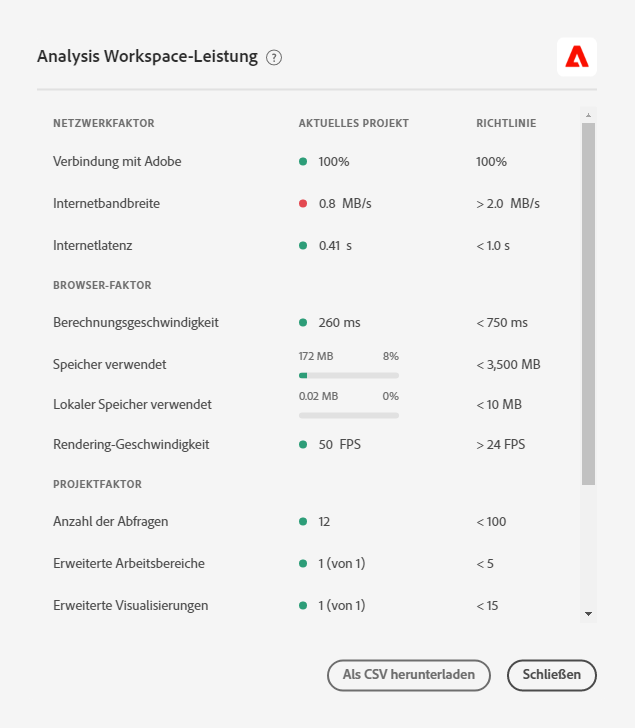 Analysis Workspace-Leistung ?
NETZWERKFAKTOR AKTUELLES PROJEKT RICHTLINIE
Verbindung mit Adobe 100% 100%
Internetbandbreite 0.8 MB/s > 2.0 MB/s
Internetlatenz 0.41 s < 1.0 s
BROWSER-FAKTOR
Berechnungsgeschwindigkeit 260 ms < 750 ms
172 MB 8%
Speicher verwendet < 3,500 MB
0.02 MB 0%
Lokaler Speicher verwendet < 10 MB
Rendering-Geschwindigkeit 50 FPS > 24 FPS
PROJEKTFAKTOR
Anzahl der Abfragen 12 < 100
Erweiterte Arbeitsbereiche 1 (von 1) < 5
Erweiterte Visualisierungen 1 (von 1) < 15
Als CSV herunterladen Schließen